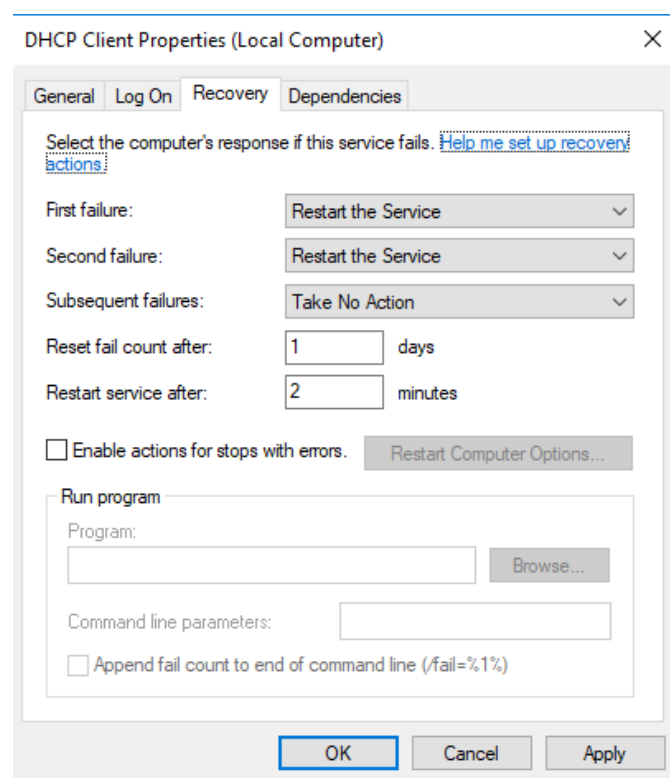 DHCP Client Properties (Local Computer)
General Log On Recovery Dependencies
Select the computer's response if this service fails. Help me set up recovery
actions.
First failure: Restart the Service
Second failure: Restart the Service
Subsequent failures: Take No Action
Reset fail count after: 1 days
Restart service after: 2 minutes
Enable actions for stops with errors. Restart Computer Options...
Run program
Program:
Browse...
Command line parameters:
Append fail count to end of command line (/fail=%1%)
OK Cancel Apply